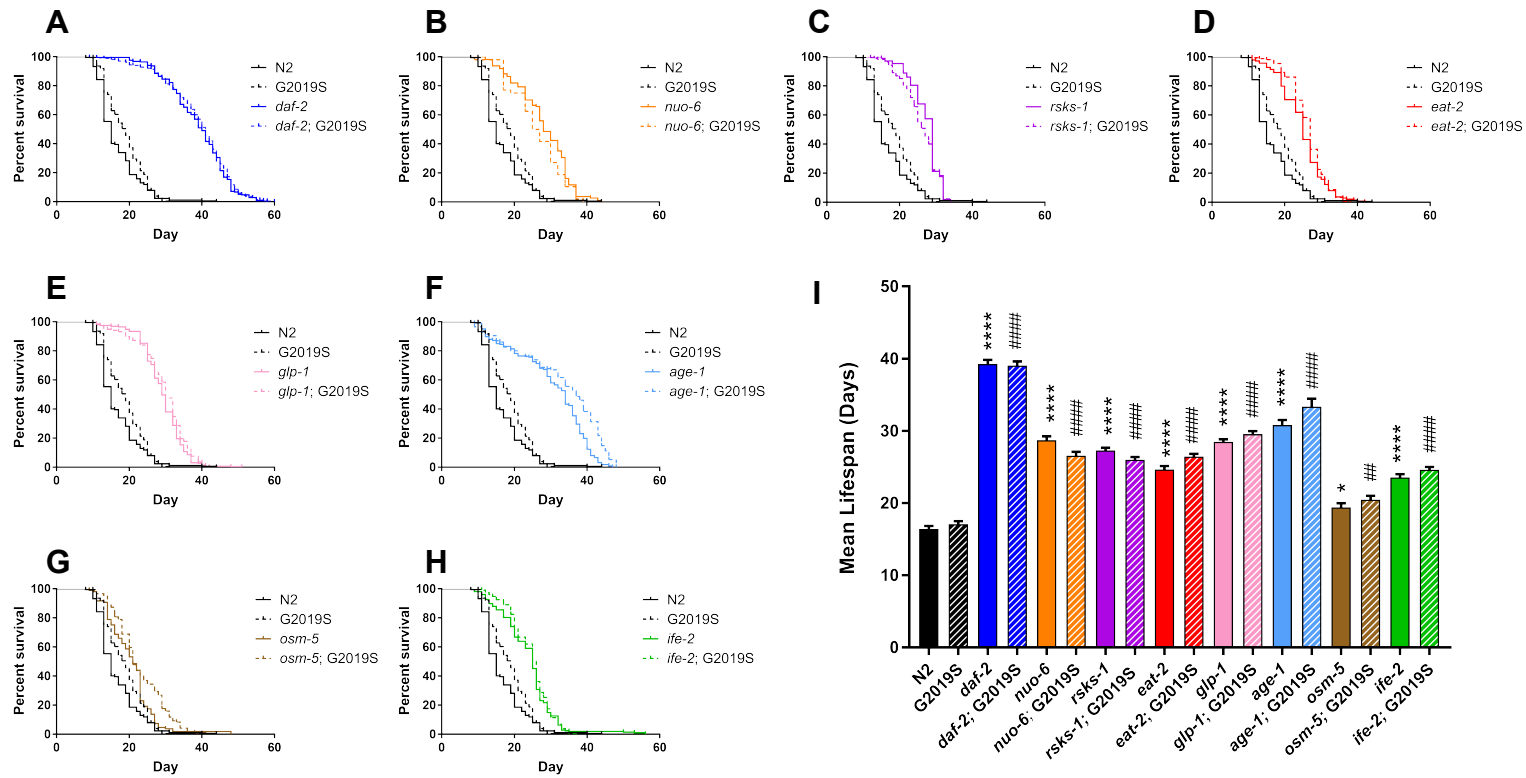 A
Percent survival
100
80
60
40
20
0
0
20
40
60
Day
N2
G2019S
daf-2
daf-2; G2019S
B
Percent survival
100
80
60
40
20
0
0
20
40
60
Day
N2
G2019S
nuo-6
nuo-6; G2019S
C
Percent survival
100
80
60
40
20
0
0
20
40
60
Day
N2
G2019S
rsks-1
rsks-1; G2019S
D
Percent survival
100
80
60
40
20
0
0
20
40
60
Day
N2
G2019S
eat-2
eat-2; G2019S
E
Percent survival
100
80
60
40
20
0
0
20
40
60
Day
N2
G2019S
glp-1
glp-1; G2019S
F
Percent survival
100
80
60
40
20
0
0
20
40
60
Day
N2
G2019S
age-1
age-1; G2019S
G
Percent survival
100
80
60
40
20
0
0
20
40
60
Day
N2
G2019S
osm-5
osm-5; G2019S
H
Percent survival
100
80
60
40
20
0
0
20
40
60
Day
N2
G2019S
ife-2
ife-2; G2019S
I
Mean Lifespan (Days)
50
40
30
20
10
0
****
####
****
####
****
####
****
####
****
####
****
####
*
##
****
####
N2
G2019S
daf-2
daf-2; G2019S
nuo-6
nuo-6; G2019S
rsks-1
rsks-1; G2019S
eat-2
eat-2; G2019S
glp-1
glp-1; G2019S
age-1
age-1; G2019S
osm-5
osm-5; G2019S
ife-2
ife-2; G2019S